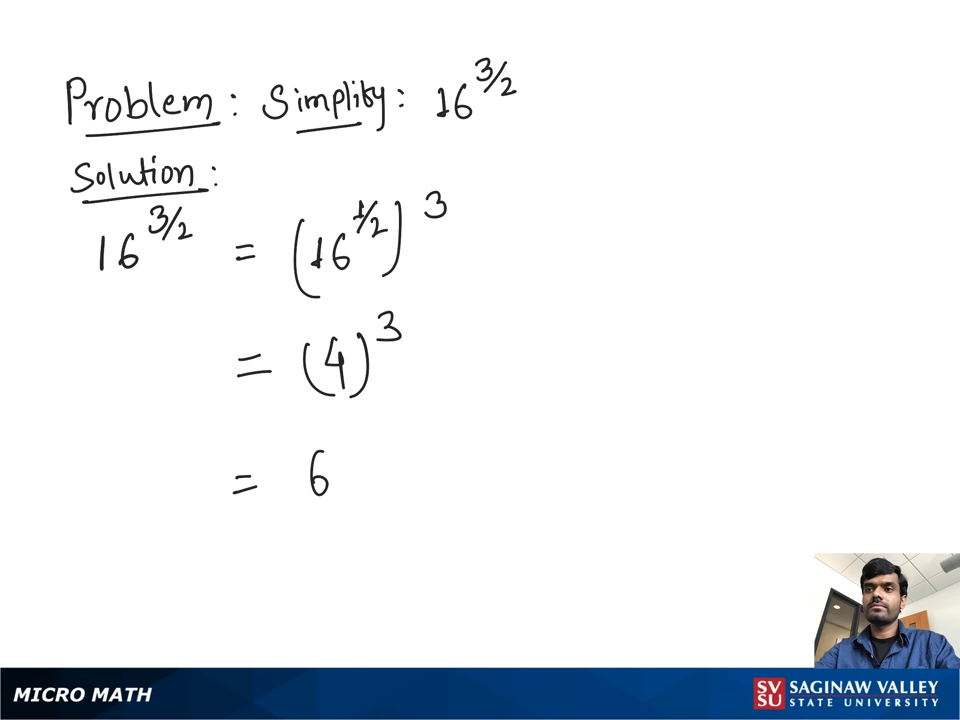 Problem: Simplify: 16^{3/2}
Solution:
16^{3/2} = (16^{1/2})^3
= (4)^3
= 6
MICRO MATH
SV SU SAGINAW VALLEY
STATE UNIVERSITY